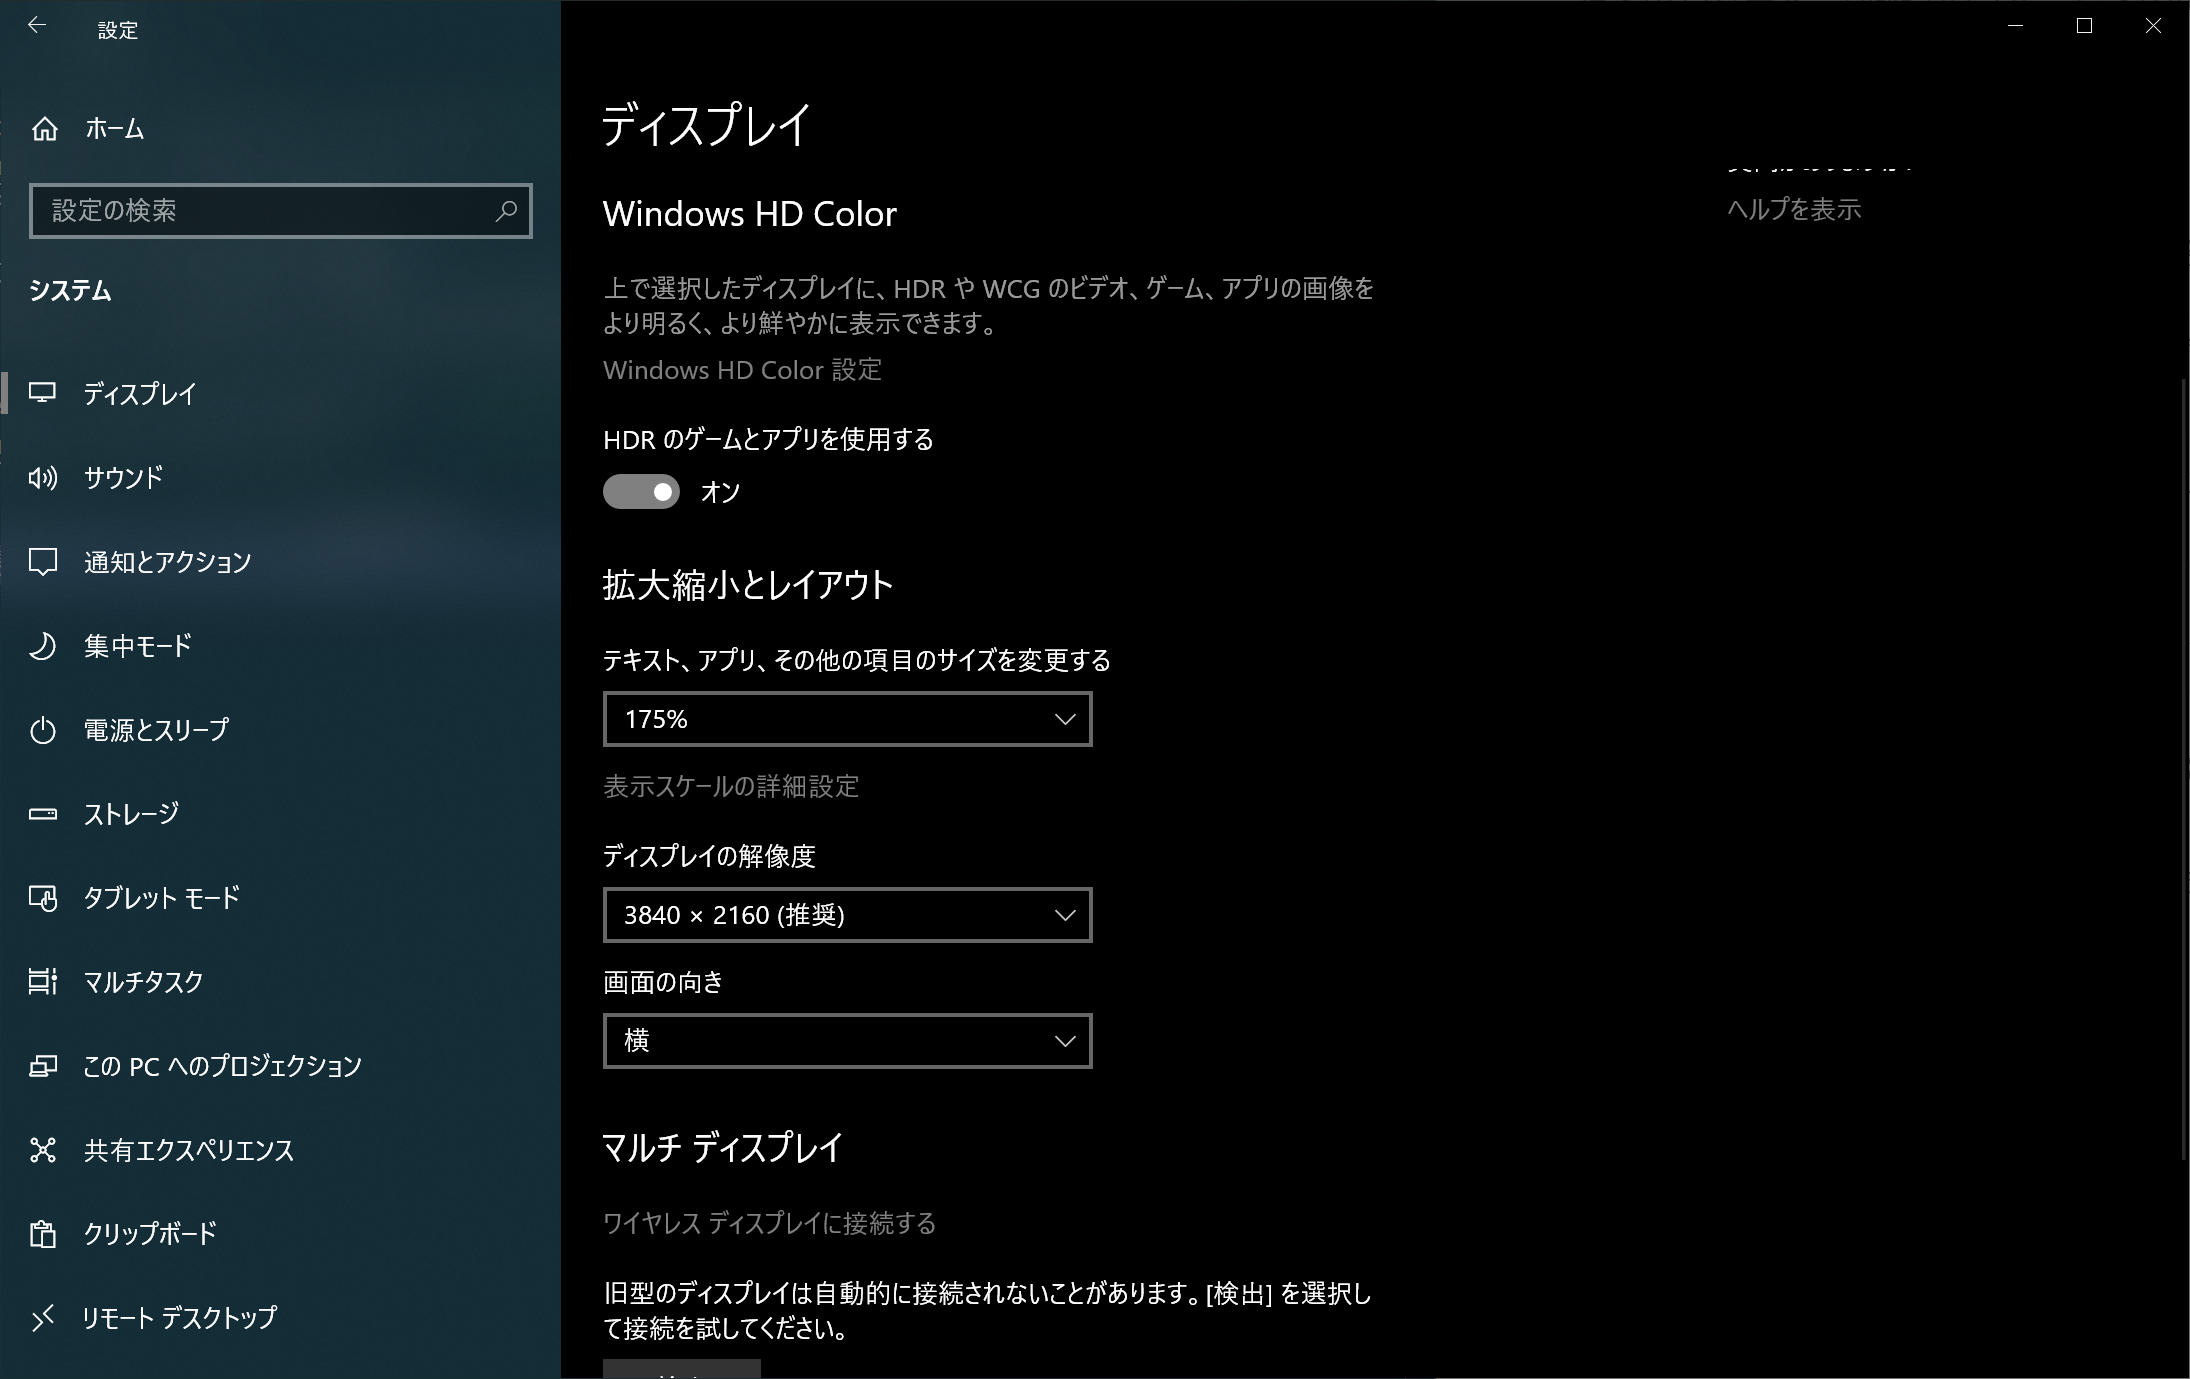 設定
ホーム
設定の検索
システム
ディスプレイ
サウンド
通知とアクション
集中モード
電源とスリープ
ストレージ
タブレット モード
マルチタスク
この PC へのプロジェクション
共有エクスペリエンス
クリップボード
リモート デスクトップ
ディスプレイ
Windows HD Color
上で選択したディスプレイに、HDR や WCG のビデオ、ゲーム、アプリの画像を
より明るく、より鮮やかに表示できます。
Windows HD Color 設定
HDR のゲームとアプリを使用する
オン
拡大縮小とレイアウト
テキスト、アプリ、その他の項目のサイズを変更する
175%
表示スケールの詳細設定
ディスプレイの解像度
3840 × 2160 (推奨)
画面の向き
横
マルチ ディスプレイ
ワイヤレス ディスプレイに接続する
旧型のディスプレイは自動的に接続されないことがあります。[検出] を選択し
て接続を試してください。
ヘルプを表示